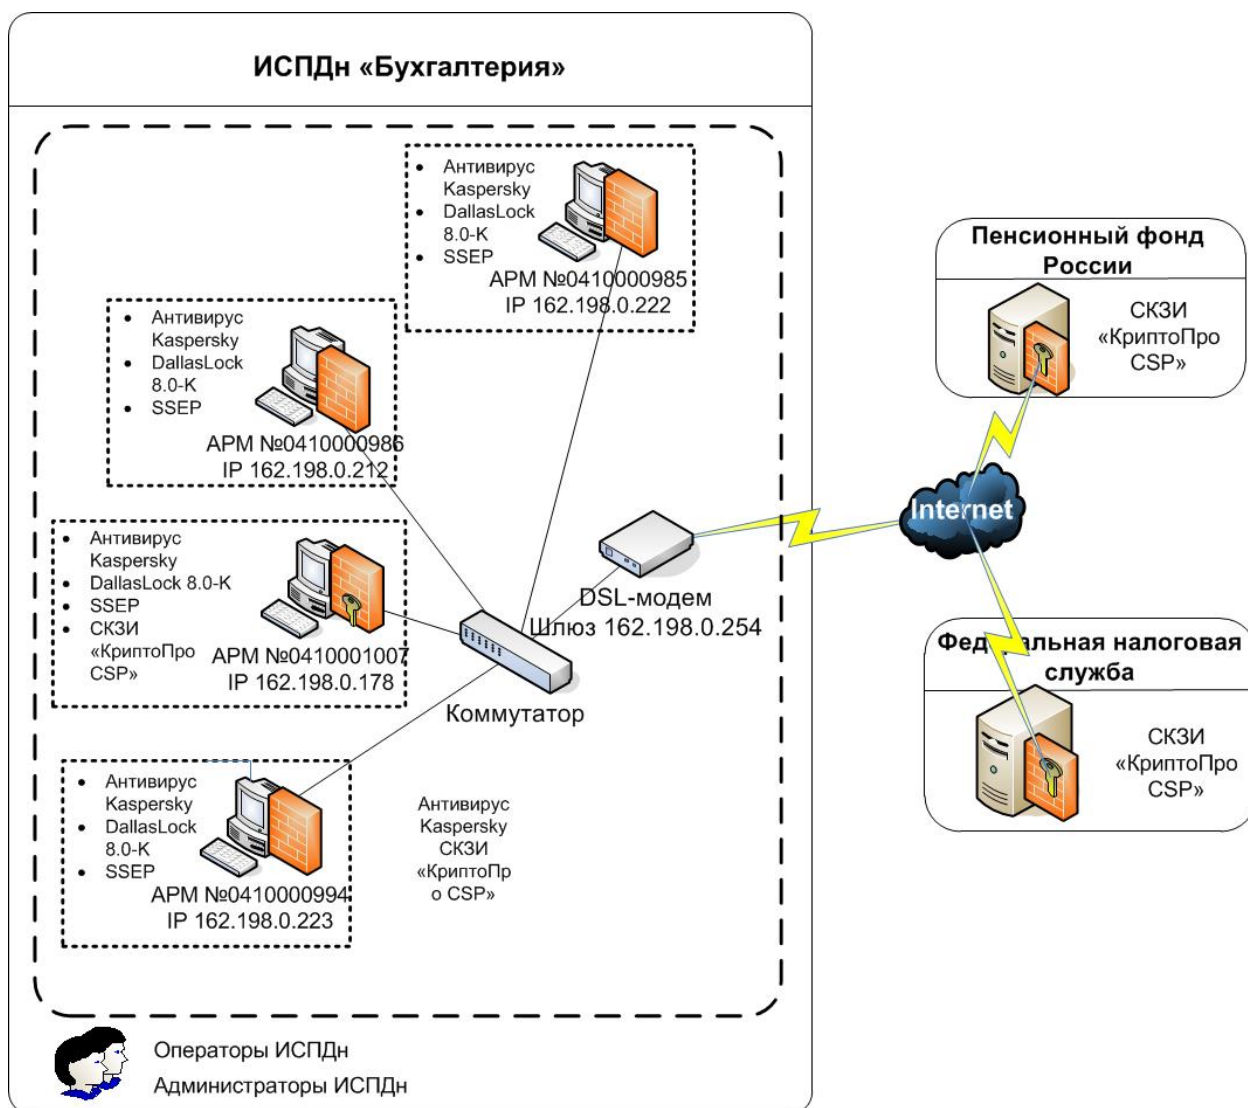 ИСПДн «Бухгалтерия»
• Антивирус
Kaspersky
• DallasLock
8.0-K
• SSEP
АРМ №0410000985
IP 162.198.0.222
• Антивирус
Kaspersky
• DallasLock
8.0-K
• SSEP
АРМ №0410000986
IP 162.198.0.212
• Антивирус
Kaspersky
• DallasLock 8.0-K
• SSEP
• СКЗИ
«КриптоПро
CSP»
АРМ №0410001007
IP 162.198.0.178
• Антивирус
Kaspersky
• DallasLock
8.0-K
• SSEP
АРМ №0410000994
IP 162.198.0.223
Антивирус
Kaspersky
СКЗИ
«КриптоПр
о CSP»
Коммутатор
DSL-модем
Шлюз 162.198.0.254
Internet
Пенсионный фонд
России
СКЗИ
«КриптоПро
CSP»
Федеральная налоговая
служба
СКЗИ
«КриптоПро
CSP»
Операторы ИСПДн
Администраторы ИСПДн